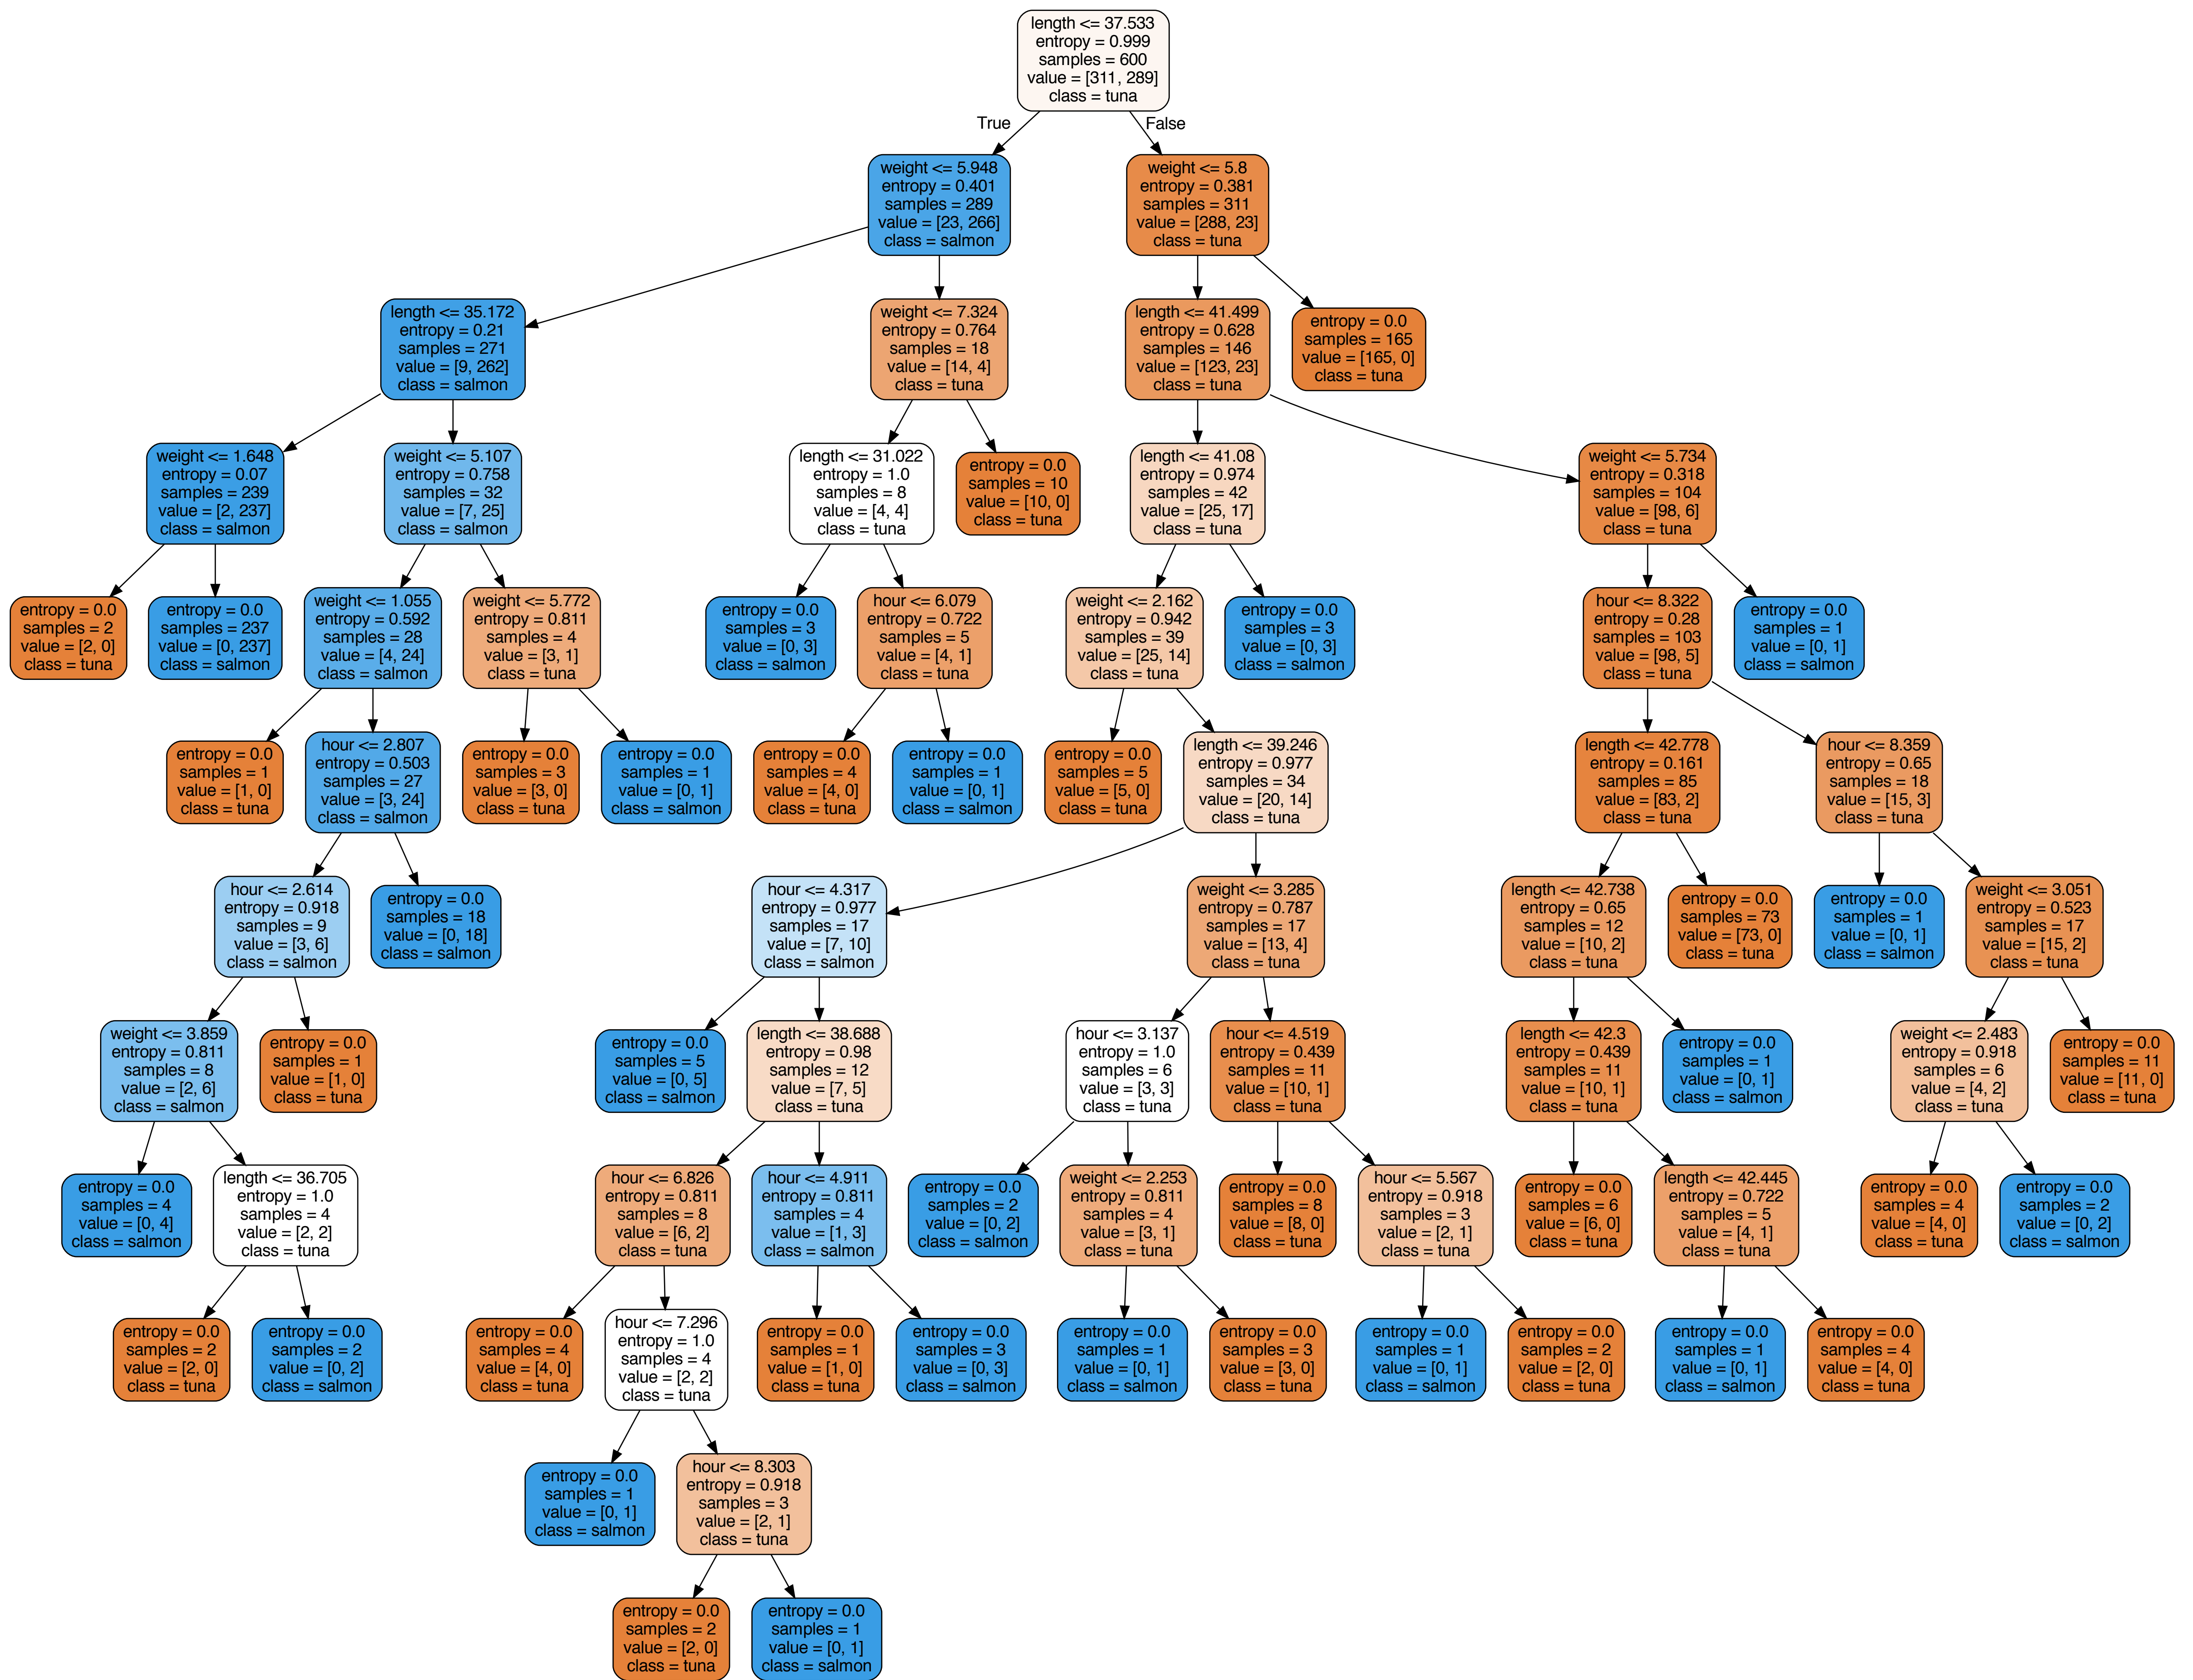 length <= 37.533
entropy = 0.999
samples = 600
value = [311, 289]
class = tuna
True
False
weight <= 5.948
entropy = 0.401
samples = 289
value = [23, 266]
class = salmon
weight <= 5.8
entropy = 0.381
samples = 311
value = [288, 23]
class = tuna
length <= 35.172
entropy = 0.21
samples = 271
value = [9, 262]
class = salmon
weight <= 7.324
entropy = 0.764
samples = 18
value = [14, 4]
class = tuna
length <= 41.499
entropy = 0.628
samples = 146
value = [123, 23]
class = tuna
entropy = 0.0
samples = 165
value = [165, 0]
class = tuna
weight <= 1.648
entropy = 0.07
samples = 239
value = [2, 237]
class = salmon
weight <= 5.107
entropy = 0.758
samples = 32
value = [7, 25]
class = salmon
length <= 31.022
entropy = 1.0
samples = 8
value = [4, 4]
class = tuna
entropy = 0.0
samples = 10
value = [10, 0]
class = tuna
length <= 41.08
entropy = 0.974
samples = 42
value = [25, 17]
class = tuna
weight <= 5.734
entropy = 0.318
samples = 104
value = [98, 6]
class = tuna
entropy = 0.0
samples = 2
value = [2, 0]
class = tuna
entropy = 0.0
samples = 237
value = [0, 237]
class = salmon
weight <= 1.055
entropy = 0.592
samples = 28
value = [4, 24]
class = salmon
weight <= 5.772
entropy = 0.811
samples = 4
value = [3, 1]
class = tuna
entropy = 0.0
samples = 3
value = [0, 3]
class = salmon
hour <= 6.079
entropy = 0.722
samples = 5
value = [4, 1]
class = tuna
weight <= 2.162
entropy = 0.942
samples = 39
value = [25, 14]
class = tuna
entropy = 0.0
samples = 3
value = [0, 3]
class = salmon
hour <= 8.322
entropy = 0.28
samples = 103
value = [98, 5]
class = tuna
entropy = 0.0
samples = 1
value = [0, 1]
class = salmon
entropy = 0.0
samples = 1
value = [1, 0]
class = tuna
hour <= 2.807
entropy = 0.503
samples = 27
value = [3, 24]
class = salmon
entropy = 0.0
samples = 3
value = [3, 0]
class = tuna
entropy = 0.0
samples = 1
value = [0, 1]
class = salmon
entropy = 0.0
samples = 4
value = [4, 0]
class = tuna
entropy = 0.0
samples = 1
value = [0, 1]
class = salmon
entropy = 0.0
samples = 5
value = [5, 0]
class = tuna
length <= 39.246
entropy = 0.977
samples = 34
value = [20, 14]
class = tuna
length <= 42.778
entropy = 0.161
samples = 85
value = [83, 2]
class = tuna
hour <= 8.359
entropy = 0.65
samples = 18
value = [15, 3]
class = tuna
hour <= 2.614
entropy = 0.918
samples = 9
value = [3, 6]
class = salmon
entropy = 0.0
samples = 18
value = [0, 18]
class = salmon
hour <= 4.317
entropy = 0.977
samples = 17
value = [7, 10]
class = salmon
weight <= 3.285
entropy = 0.787
samples = 17
value = [13, 4]
class = tuna
length <= 42.738
entropy = 0.65
samples = 12
value = [10, 2]
class = tuna
entropy = 0.0
samples = 73
value = [73, 0]
class = tuna
entropy = 0.0
samples = 1
value = [0, 1]
class = salmon
weight <= 3.051
entropy = 0.523
samples = 17
value = [15, 2]
class = tuna
weight <= 3.859
entropy = 0.811
samples = 8
value = [2, 6]
class = salmon
entropy = 0.0
samples = 1
value = [1, 0]
class = tuna
entropy = 0.0
samples = 5
value = [0, 5]
class = salmon
length <= 38.688
entropy = 0.98
samples = 12
value = [7, 5]
class = tuna
hour <= 3.137
entropy = 1.0
samples = 6
value = [3, 3]
class = tuna
hour <= 4.519
entropy = 0.439
samples = 11
value = [10, 1]
class = tuna
length <= 42.3
entropy = 0.439
samples = 11
value = [10, 1]
class = tuna
entropy = 0.0
samples = 1
value = [0, 1]
class = salmon
weight <= 2.483
entropy = 0.918
samples = 6
value = [4, 2]
class = tuna
entropy = 0.0
samples = 11
value = [11, 0]
class = tuna
entropy = 0.0
samples = 4
value = [0, 4]
class = salmon
length <= 36.705
entropy = 1.0
samples = 4
value = [2, 2]
class = tuna
hour <= 6.826
entropy = 0.811
samples = 8
value = [6, 2]
class = tuna
hour <= 4.911
entropy = 0.811
samples = 4
value = [1, 3]
class = salmon
entropy = 0.0
samples = 2
value = [0, 2]
class = salmon
weight <= 2.253
entropy = 0.811
samples = 4
value = [3, 1]
class = tuna
entropy = 0.0
samples = 8
value = [8, 0]
class = tuna
hour <= 5.567
entropy = 0.918
samples = 3
value = [2, 1]
class = tuna
entropy = 0.0
samples = 6
value = [6, 0]
class = tuna
length <= 42.445
entropy = 0.722
samples = 5
value = [4, 1]
class = tuna
entropy = 0.0
samples = 4
value = [4, 0]
class = tuna
entropy = 0.0
samples = 2
value = [0, 2]
class = salmon
entropy = 0.0
samples = 2
value = [2, 0]
class = tuna
entropy = 0.0
samples = 2
value = [0, 2]
class = salmon
entropy = 0.0
samples = 4
value = [4, 0]
class = tuna
hour <= 7.296
entropy = 1.0
samples = 4
value = [2, 2]
class = tuna
entropy = 0.0
samples = 1
value = [1, 0]
class = tuna
entropy = 0.0
samples = 3
value = [0, 3]
class = salmon
entropy = 0.0
samples = 1
value = [0, 1]
class = salmon
entropy = 0.0
samples = 3
value = [3, 0]
class = tuna
entropy = 0.0
samples = 1
value = [0, 1]
class = salmon
entropy = 0.0
samples = 2
value = [2, 0]
class = tuna
entropy = 0.0
samples = 1
value = [0, 1]
class = salmon
entropy = 0.0
samples = 4
value = [4, 0]
class = tuna
entropy = 0.0
samples = 1
value = [0, 1]
class = salmon
hour <= 8.303
entropy = 0.918
samples = 3
value = [2, 1]
class = tuna
entropy = 0.0
samples = 2
value = [2, 0]
class = tuna
entropy = 0.0
samples = 1
value = [0, 1]
class = salmon